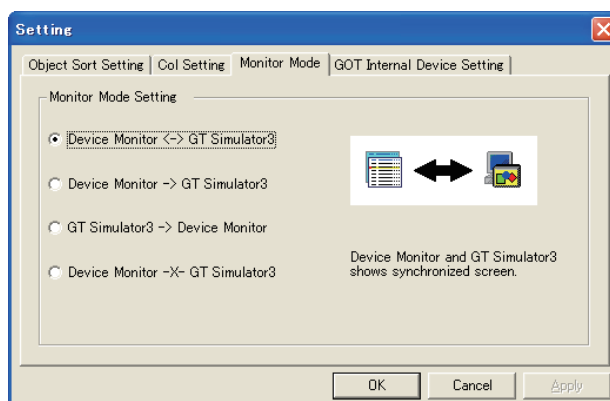 Setting
Object Sort Setting | Col Setting | Monitor Mode | GOT Internal Device Setting
Monitor Mode Setting
Device Monitor <-> GT Simulator3
Device Monitor -> GT Simulator3
GT Simulator3 -> Device Monitor
Device Monitor -X- GT Simulator3
Device Monitor and GT Simulator3
shows synchronized screen.
OK Cancel Apply